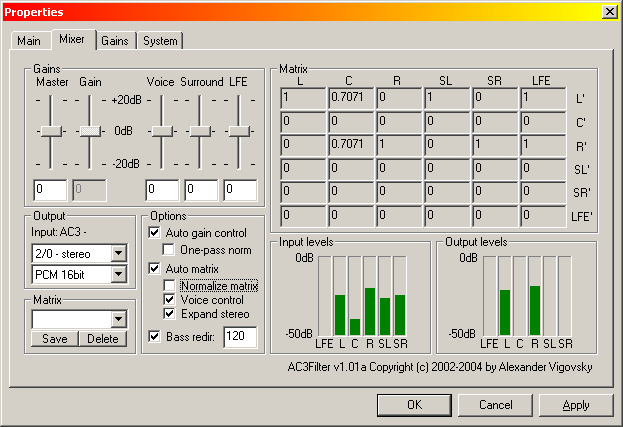 Properties
Main Mixer Gains System
Gains
Master Gain Voice Surround LFE
+20dB
0dB
-20dB
0 0 0 0 0
Matrix
L C R SL SR LFE
1 0.7071 0 1 0 1 L'
0 0 0 0 0 0 C'
0 0.7071 1 0 1 1 R'
0 0 0 0 0 0 SL'
0 0 0 0 0 0 SR'
0 0 0 0 0 0 LFE'
Output
Input: AC3 -
2/0 - stereo
PCM 16bit
Matrix
Save Delete
Options
Auto gain control
One-pass norm
Auto matrix
Normalize matrix
Voice control
Expand stereo
Bass redir: 120
Input levels
0dB
-50dB
LFE L C R SL SR
Output levels
0dB
-50dB
LFE L C R SL SR
AC3Filter v1.01a Copyright (c) 2002-2004 by Alexander Vigovsky
OK Cancel Apply